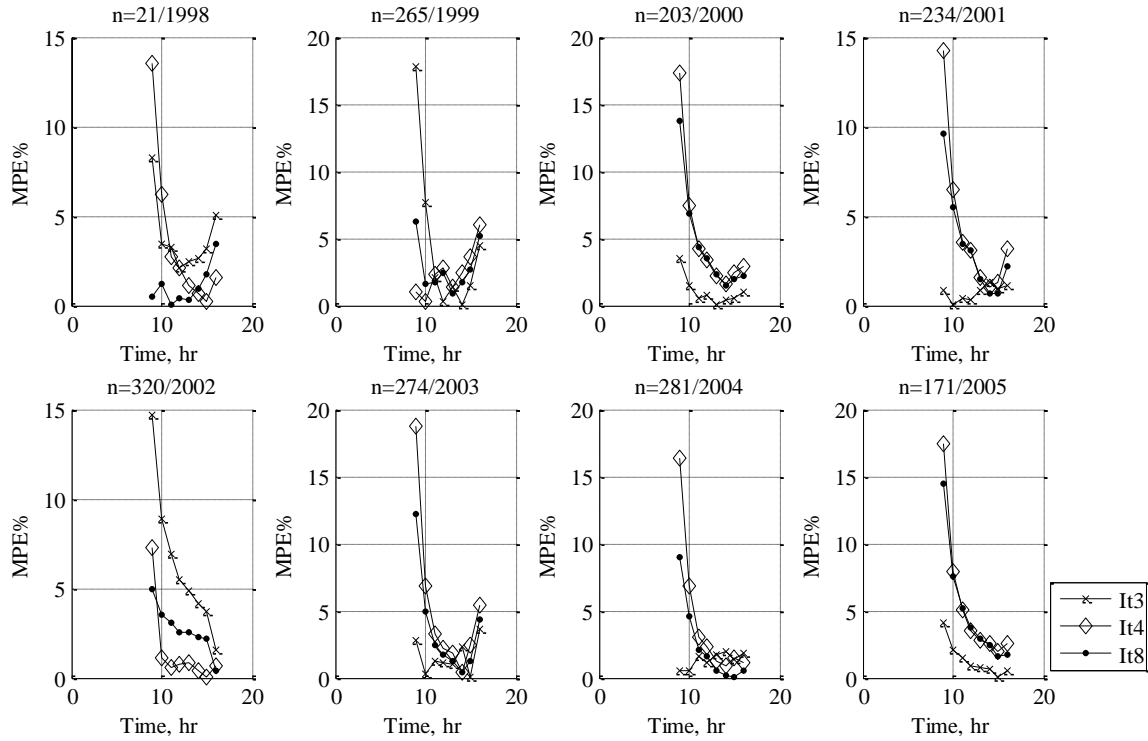 n=21/1998 n=265/1999 n=203/2000 n=234/2001
15 20 20 15
15 15
10 10
10 10
MPE% MPE% MPE% MPE%
5 5 5 5
0 0 0 0
0 10 20 0 10 20 0 10 20 0 10 20
Time, hr Time, hr Time, hr Time, hr
n=320/2002 n=274/2003 n=281/2004 n=171/2005
15 20 20 20
15 15 15
10
10 10 10
MPE% MPE% MPE% MPE%
5 5 5 5
0 0 0 0
0 10 20 0 10 20 0 10 20 0 10 20
Time, hr Time, hr Time, hr Time, hr
It3
It4
It8